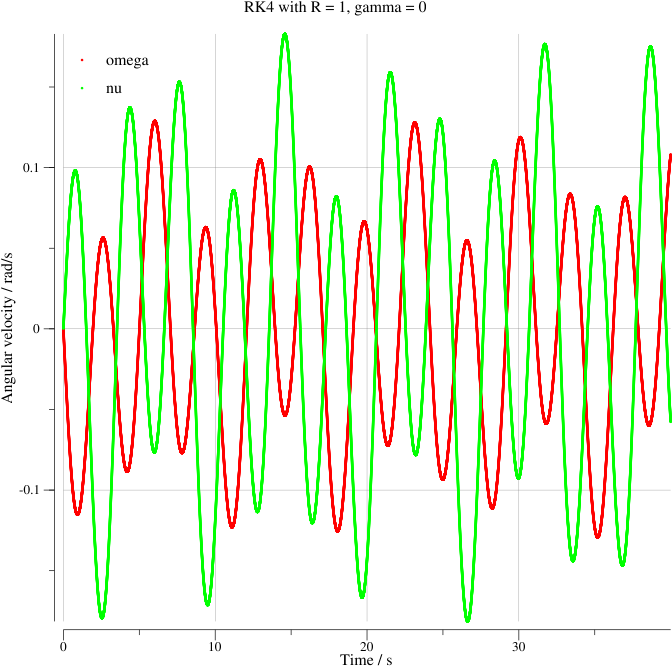 RK4 with R = 1, gamma = 0
omega
nu
0.1
0
-0.1
Angular velocity / rad/s
0 10 20 30
Time / s